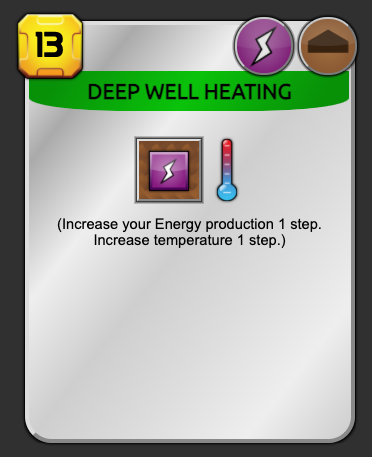 13
DEEP WELL HEATING
(Increase your Energy production 1 step.
Increase temperature 1 step.)